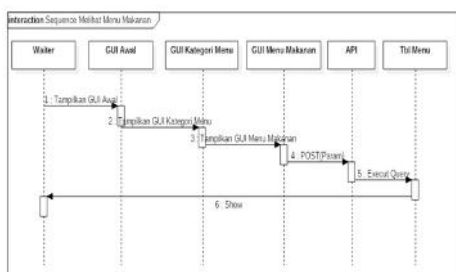 interaction Sequence Melihat Menu Makanan
Waiter
GUI Awal
GUI Kategori Menu
GUI Menu Makanan
API
Tbl Menu
1 : Tampilkan GUI Awal
2 : Tampilkan GUI Kategori Menu
3 : Tampilkan GUI Menu Makanan
4 : POST(Param)
5 : Execut Query
6 : Show